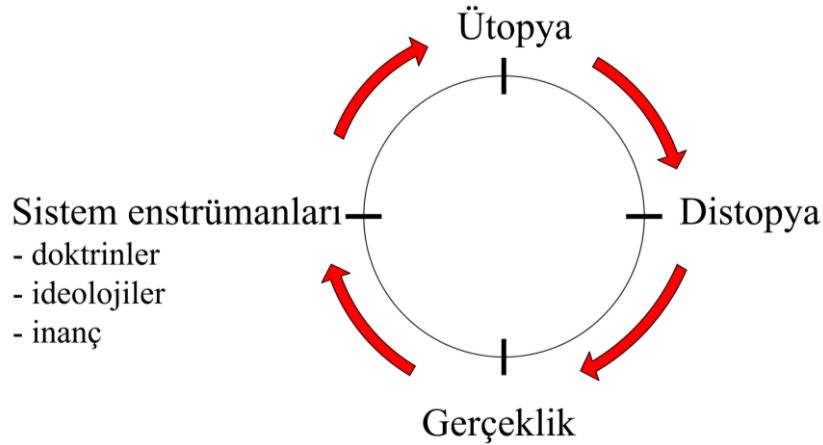 Ütopya
Sistem enstrümanları
- doktrinler
- ideolojiler
- inanç
Distopya
Gerçeklik